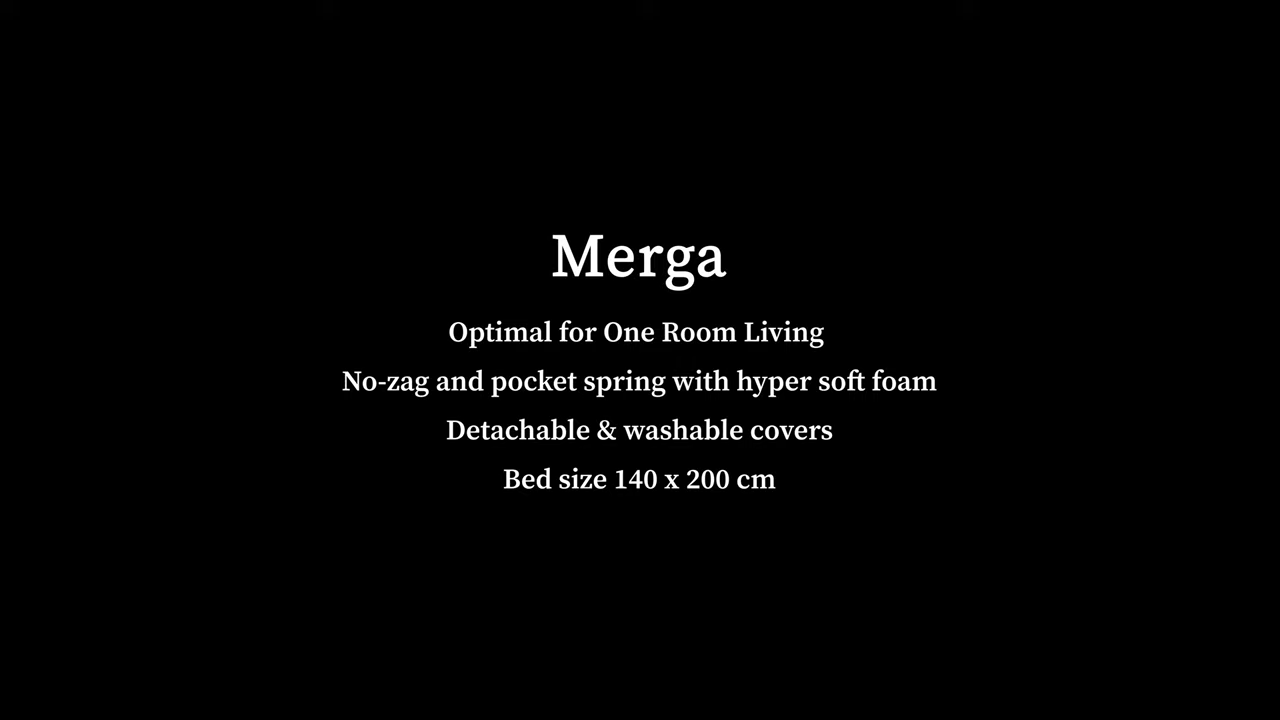 Merga
Optimal for One Room Living
No-zag and pocket spring with hyper soft foam
Detachable & washable covers
Bed size 140 x 200 cm